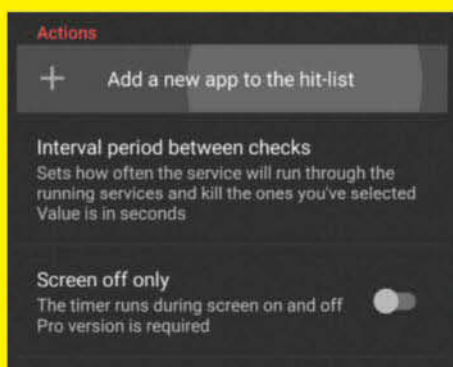 Actions
+ Add a new app to the hit-list
Interval period between checks
Sets how often the service will run through the
running services and kill the ones you've selected
Value is in seconds
Screen off only
The timer runs during screen on and off
Pro version is required